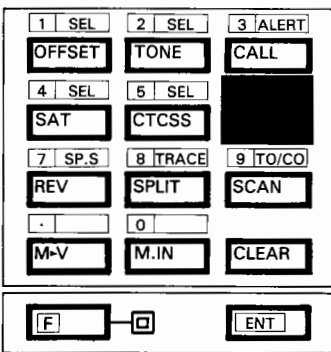 1 SEL 2 SEL 3 ALERT
OFFSET TONE CALL
4 SEL 5 SEL
SAT CTCSS
7 SP.S 8 TRACE 9 TO/CO
REV SPLIT SCAN
· 0
M►V M.IN CLEAR
F ENT